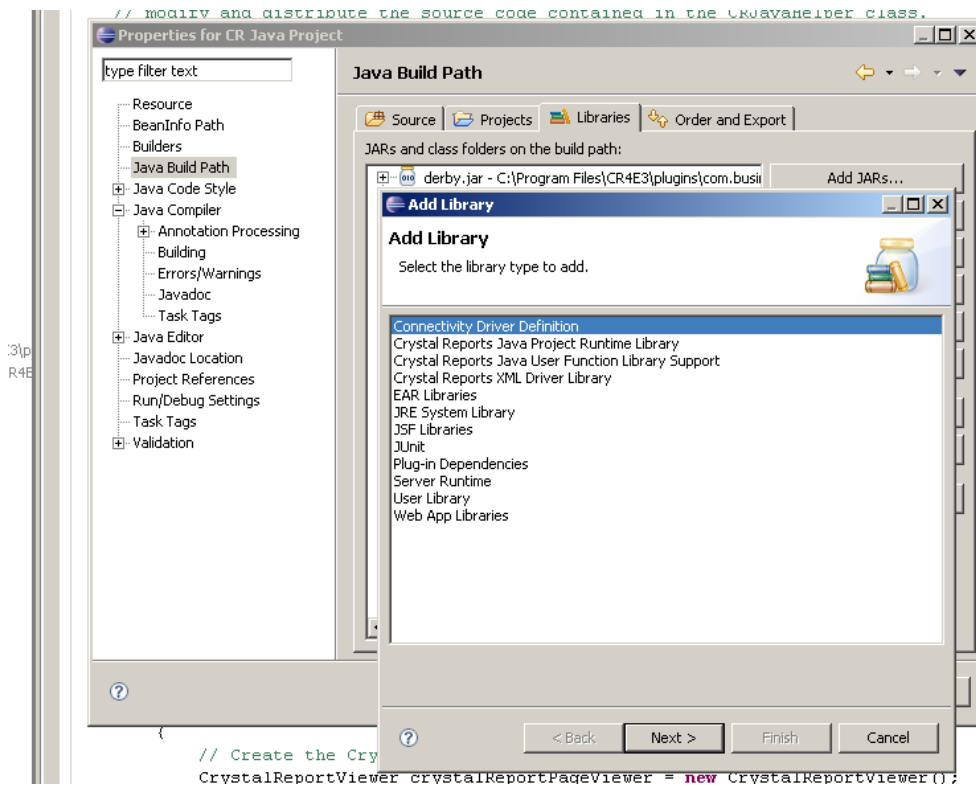 // modify and distribute the source code contained in the CRJavaHelper class.
Properties for CR Java Project
type filter text
Resource
BeanInfo Path
Builders
Java Build Path
Java Code Style
Java Compiler
Annotation Processing
Building
Errors/Warnings
Javadoc
Task Tags
Java Editor
Javadoc Location
Project References
Run/Debug Settings
Task Tags
Validation
Java Build Path
Source
Projects
Libraries
Order and Export
JARs and class folders on the build path:
derby.jar - C:\Program Files\CR4E3\plugins\com.busi
Add JARs...
Add Library
Add Library
Select the library type to add.
Connectivity Driver Definition
Crystal Reports Java Project Runtime Library
Crystal Reports Java User Function Library Support
Crystal Reports XML Driver Library
EAR Libraries
JRE System Library
JSF Libraries
JUnit
Plug-in Dependencies
Server Runtime
User Library
Web App Libraries
< Back
Next >
Finish
Cancel
:3\p
R4E
{
// Create the Cry
CrystalReportViewer crystalReportPageViewer = new CrystalReportViewer();